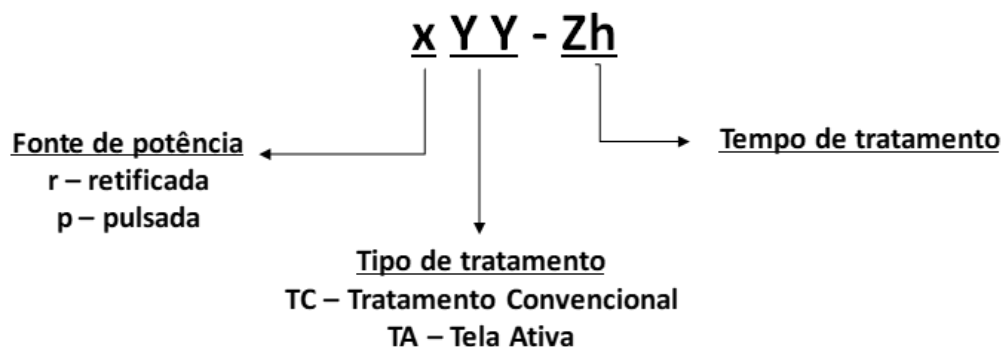 x Y Y - Zh
Fonte de potência
r – retificada
p – pulsada
Tempo de tratamento
Tipo de tratamento
TC – Tratamento Convencional
TA – Tela Ativa